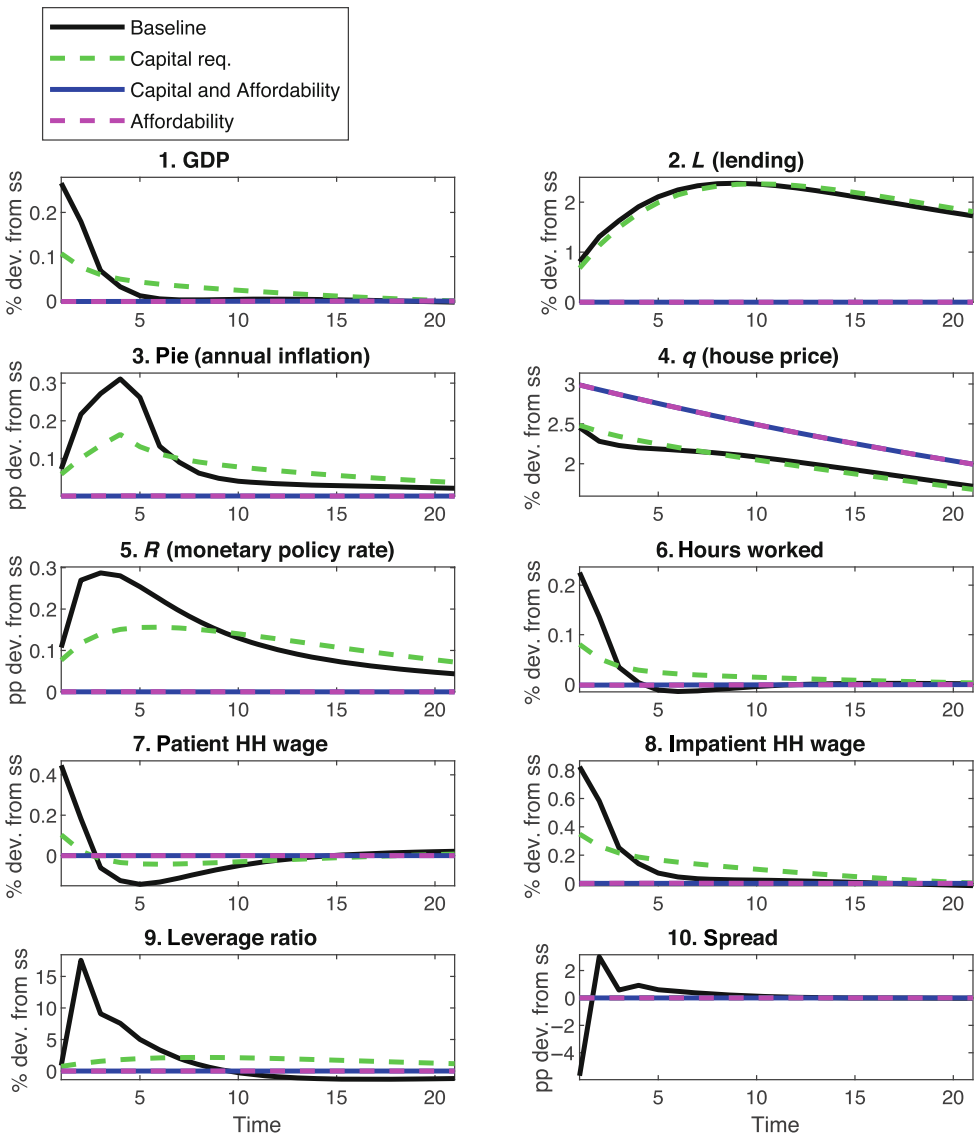 Baseline
Capital req.
Capital and Affordability
Affordability
1. GDP
% dev. from ss
0.2
0.1
0
5 10 15 20
2. L (lending)
% dev. from ss
2
1
0
5 10 15 20
3. Pie (annual inflation)
pp dev. from ss
0.3
0.2
0.1
5 10 15 20
4. q (house price)
% dev. from ss
3
2.5
2
5 10 15 20
5. R (monetary policy rate)
pp dev. from ss
0.3
0.2
0.1
0
5 10 15 20
6. Hours worked
% dev. from ss
0.2
0.1
0
5 10 15 20
7. Patient HH wage
% dev. from ss
0.4
0.2
0
5 10 15 20
8. Impatient HH wage
% dev. from ss
0.8
0.6
0.4
0.2
0
5 10 15 20
9. Leverage ratio
% dev. from ss
15
10
5
0
5 10 15 20
Time
10. Spread
pp dev. from ss
2
0
−2
−4
5 10 15 20
Time